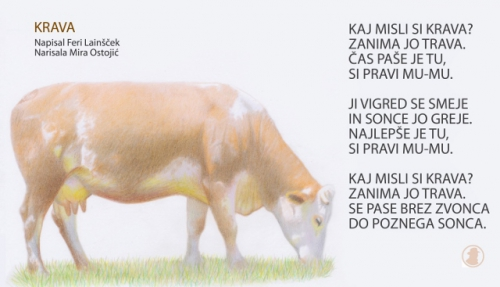 KRAVA
Napisal Feri Lainšček
Narisala Mira Ostojić
KAJ MISLI SI KRAVA?
ZANIMA JO TRAVA.
ČAS PAŠE JE TU,
SI PRAVI MU-MU.
JI VIGRED SE SMEJE
IN SONCE JO GREJE.
NAJLEPŠE JE TU,
SI PRAVI MU-MU.
KAJ MISLI SI KRAVA?
ZANIMA JO TRAVA.
SE PASE BREZ ZVONCA
DO POZNEGA SONCA.